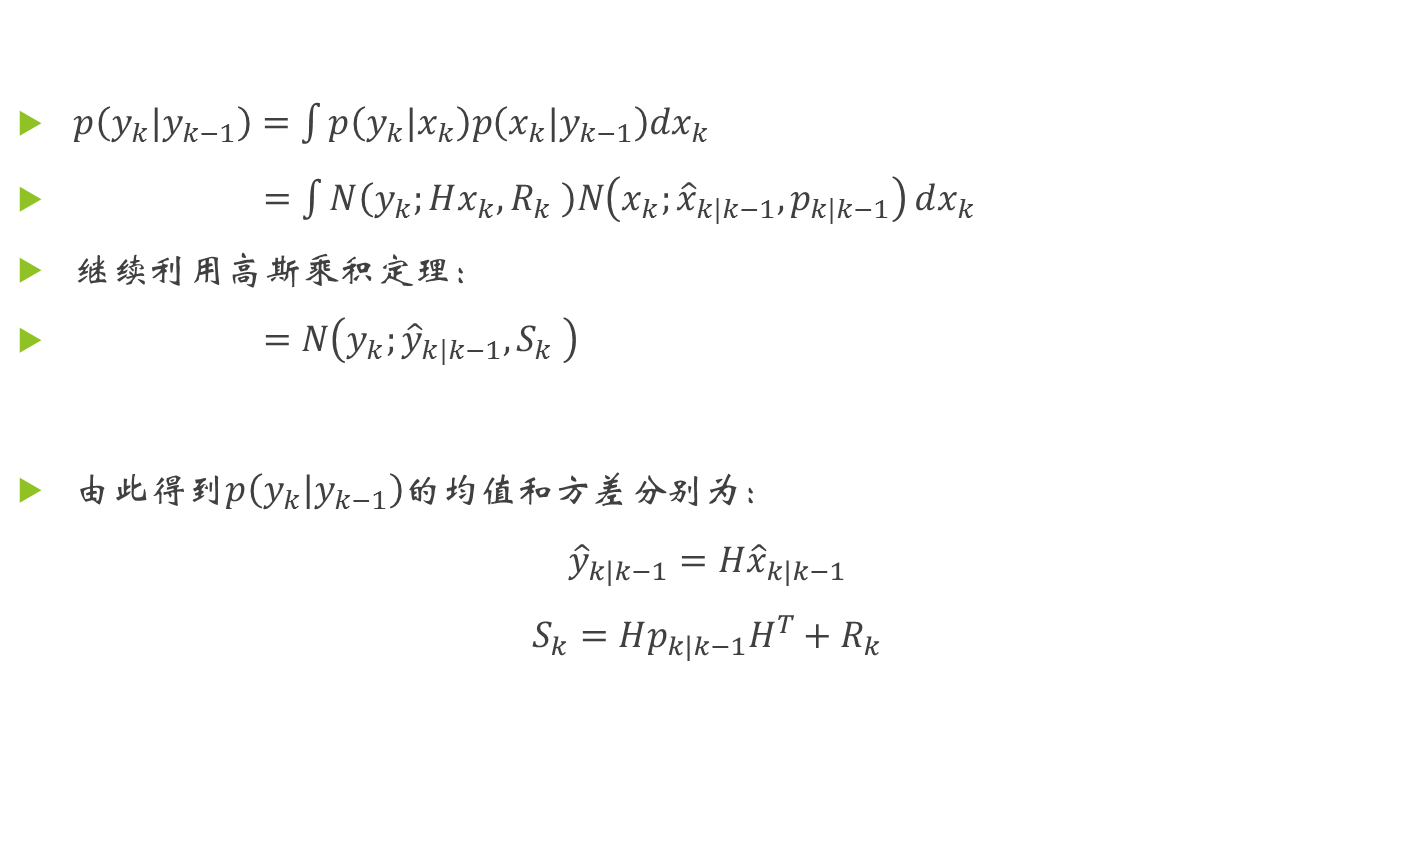 p(y_k|y_{k−1}) = ∫ p(y_k|x_k)p(x_k|y_{k−1})dx_k
= ∫ N(y_k; Hx_k, R_k )N(x_k; x̂_{k|k−1}, p_{k|k−1}) dx_k
继续利用高斯乘积定理：
= N(y_k; ŷ_{k|k−1}, S_k )
由此得到p(y_k|y_{k−1})的均值和方差分别为：
ŷ_{k|k−1} = Hx̂_{k|k−1}
S_k = Hp_{k|k−1}H^T + R_k